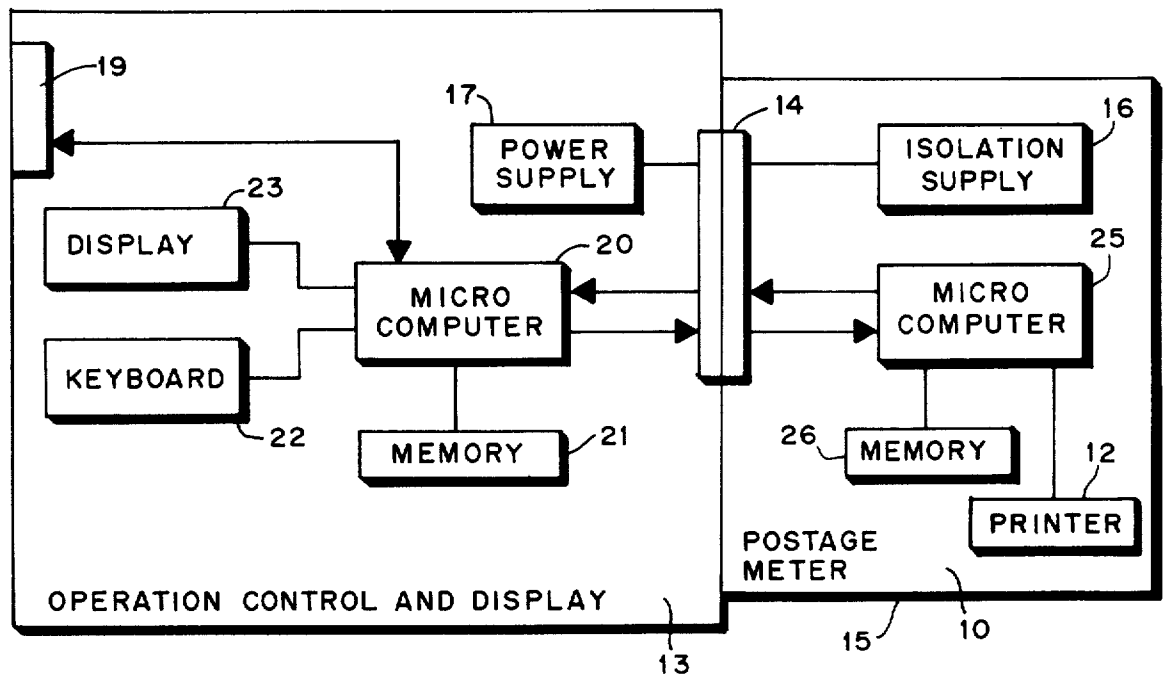 19
17
14
16
POWER
SUPPLY
ISOLATION
SUPPLY
23
DISPLAY
20
25
MICRO
COMPUTER
MICRO
COMPUTER
KEYBOARD
22
21
MEMORY
26
MEMORY
12
PRINTER
POSTAGE
METER
OPERATION CONTROL AND DISPLAY
13
15
10